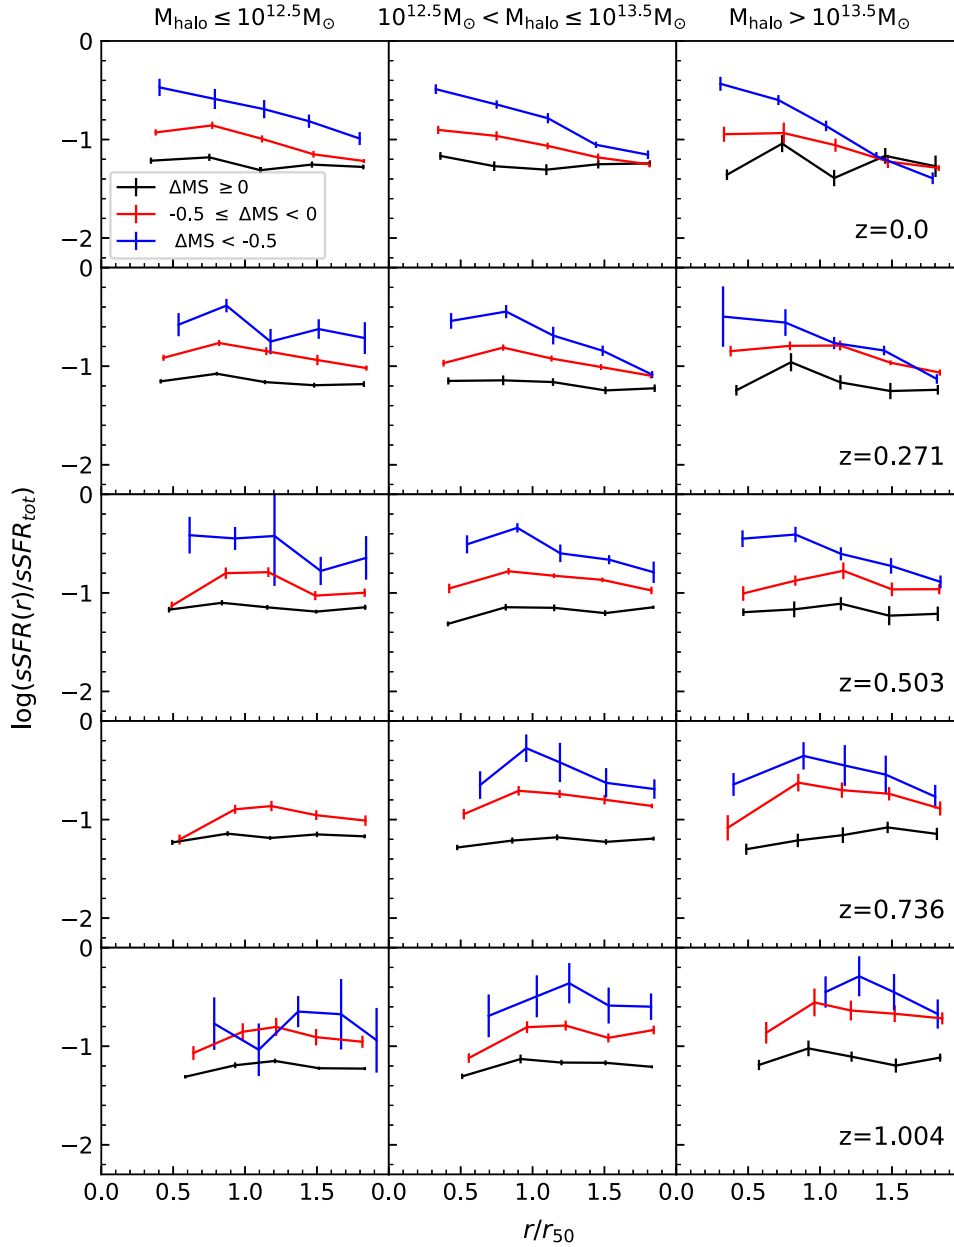 M_halo ≤ 10^12.5 M_⊙ 10^12.5 M_⊙ < M_halo ≤ 10^13.5 M_⊙ M_halo > 10^13.5 M_⊙
0
−1
−2
ΔMS ≥ 0
-0.5 ≤ ΔMS < 0
ΔMS < -0.5
z=0.0
0
−1
−2
z=0.271
0
−1
−2
z=0.503
0
−1
−2
z=0.736
0
−1
−2
z=1.004
0.0 0.5 1.0 1.5 0.0 0.5 1.0 1.5 0.0 0.5 1.0 1.5
log(sSFR(r)/sSFR_tot)
r/r_50